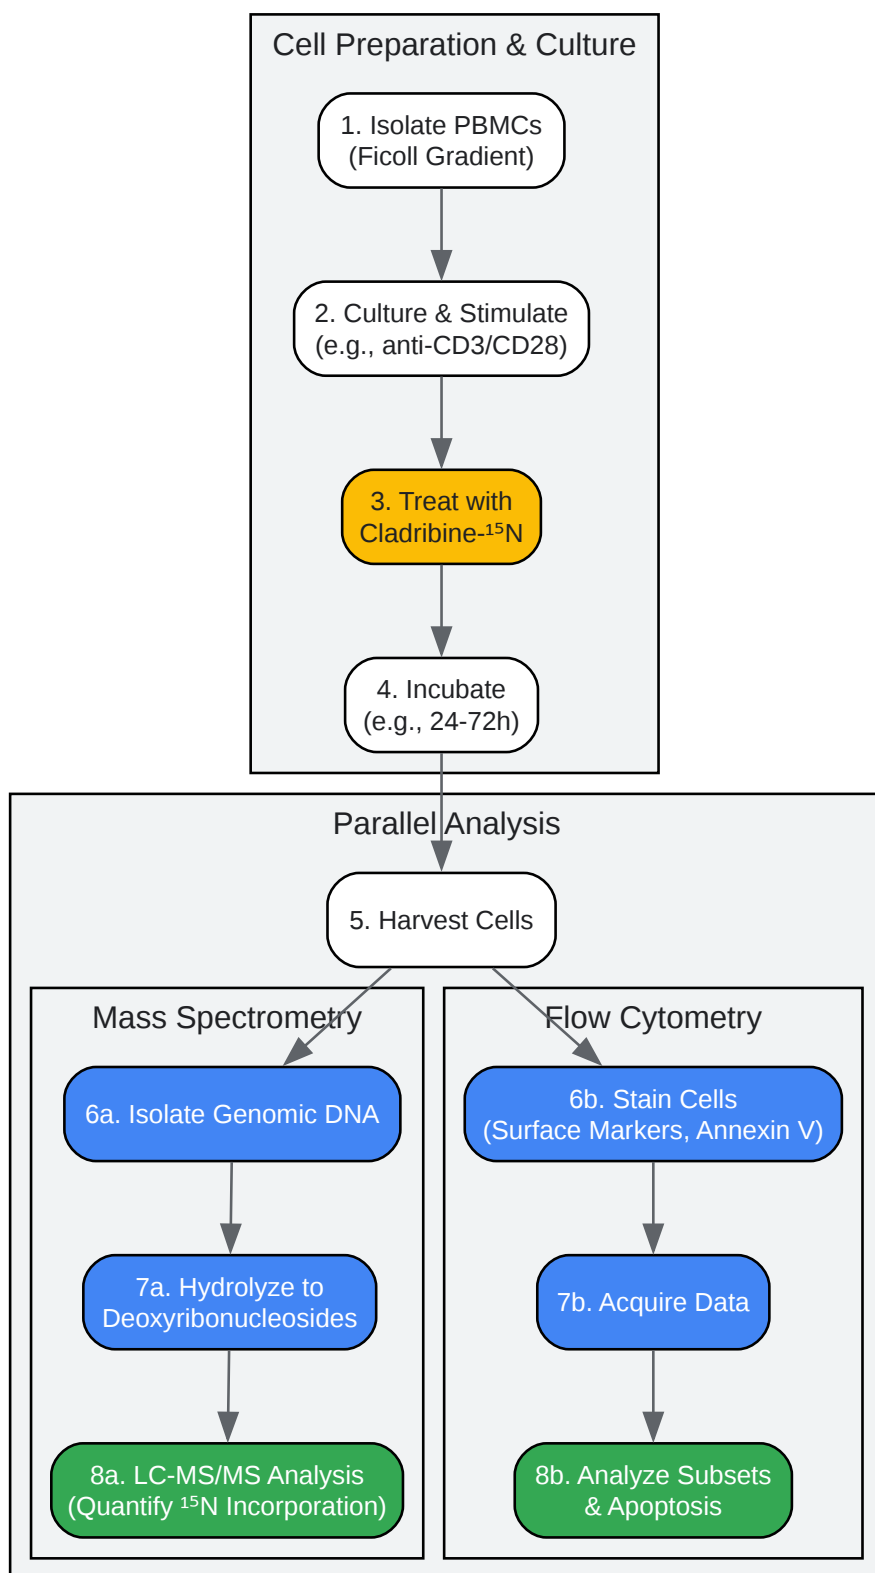 Cell Preparation & Culture
1. Isolate PBMCs
(Ficoll Gradient)
2. Culture & Stimulate
(e.g., anti-CD3/CD28)
3. Treat with
Cladribine-¹⁵N
4. Incubate
(e.g., 24-72h)
Parallel Analysis
5. Harvest Cells
Mass Spectrometry
6a. Isolate Genomic DNA
7a. Hydrolyze to
Deoxyribonucleosides
8a. LC-MS/MS Analysis
(Quantify ¹⁵N Incorporation)
Flow Cytometry
6b. Stain Cells
(Surface Markers, Annexin V)
7b. Acquire Data
8b. Analyze Subsets
& Apoptosis